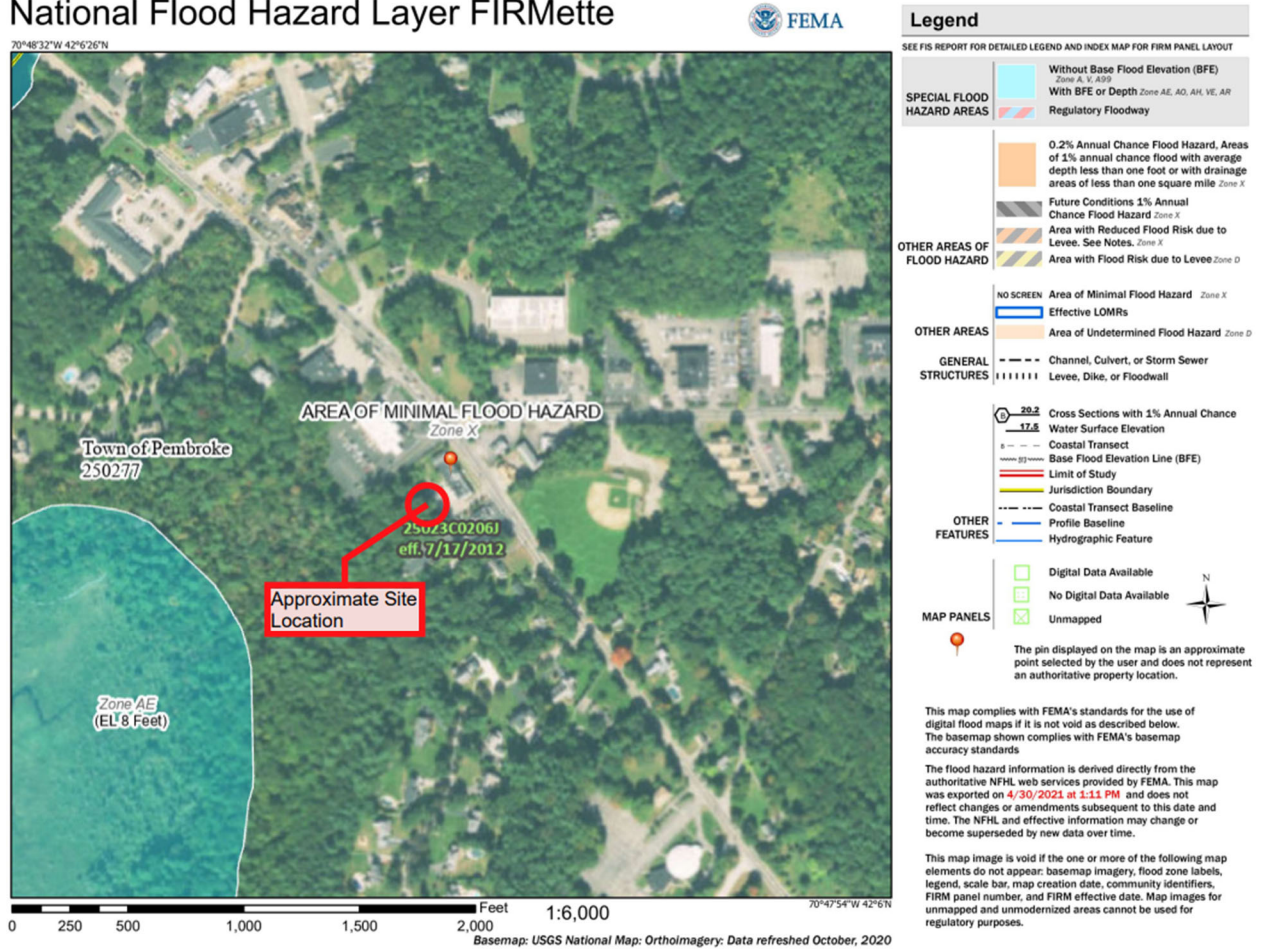 National Flood Hazard Layer FIRMette
FEMA
70°48'32"W 42°6'26"N
AREA OF MINIMAL FLOOD HAZARD
Zone X
Town of Pembroke
250277
25023C0206J
eff. 7/17/2012
Approximate Site
Location
Zone AE
(EL 8 Feet)
70°47'54"W 42°6'N
Feet
1:6,000
0
250
500
1,000
1,500
2,000
Basemap: USGS National Map: Orthoimagery: Data refreshed October, 2020
Legend
SEE FIS REPORT FOR DETAILED LEGEND AND INDEX MAP FOR FIRM PANEL LAYOUT
SPECIAL FLOOD
HAZARD AREAS
Without Base Flood Elevation (BFE)
Zone A, V, A99
With BFE or Depth Zone AE, AO, AH, VE, AR
Regulatory Floodway
OTHER AREAS OF
FLOOD HAZARD
0.2% Annual Chance Flood Hazard, Areas
of 1% annual chance flood with average
depth less than one foot or with drainage
areas of less than one square mile Zone X
Future Conditions 1% Annual
Chance Flood Hazard Zone X
Area with Reduced Flood Risk due to
Levee. See Notes. Zone X
Area with Flood Risk due to Levee Zone D
OTHER AREAS
NO SCREEN Area of Minimal Flood Hazard Zone X
Effective LOMRs
Area of Undetermined Flood Hazard Zone D
GENERAL
STRUCTURES
Channel, Culvert, or Storm Sewer
Levee, Dike, or Floodwall
OTHER
FEATURES
B 20.2 Cross Sections with 1% Annual Chance
17.5 Water Surface Elevation
8 Coastal Transect
513 Base Flood Elevation Line (BFE)
Limit of Study
Jurisdiction Boundary
Coastal Transect Baseline
Profile Baseline
Hydrographic Feature
MAP PANELS
Digital Data Available
No Digital Data Available
Unmapped
N
The pin displayed on the map is an approximate
point selected by the user and does not represent
an authoritative property location.
This map complies with FEMA's standards for the use of
digital flood maps if it is not void as described below.
The basemap shown complies with FEMA's basemap
accuracy standards
The flood hazard information is derived directly from the
authoritative NFHL web services provided by FEMA. This map
was exported on 4/30/2021 at 1:11 PM and does not
reflect changes or amendments subsequent to this date and
time. The NFHL and effective information may change or
become superseded by new data over time.
This map image is void if the one or more of the following map
elements do not appear: basemap imagery, flood zone labels,
legend, scale bar, map creation date, community identifiers,
FIRM panel number, and FIRM effective date. Map images for
unmapped and unmodernized areas cannot be used for
regulatory purposes.